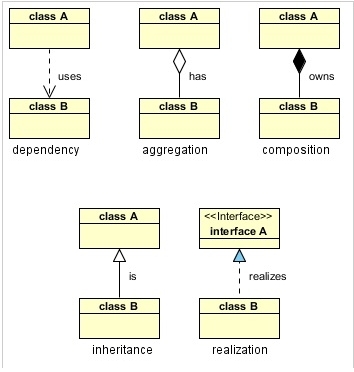 class A
uses
class B
dependency
class A
has
class B
aggregation
class A
owns
class B
composition
class A
is
class B
inheritance
<<Interface>>
interface A
realizes
class B
realization